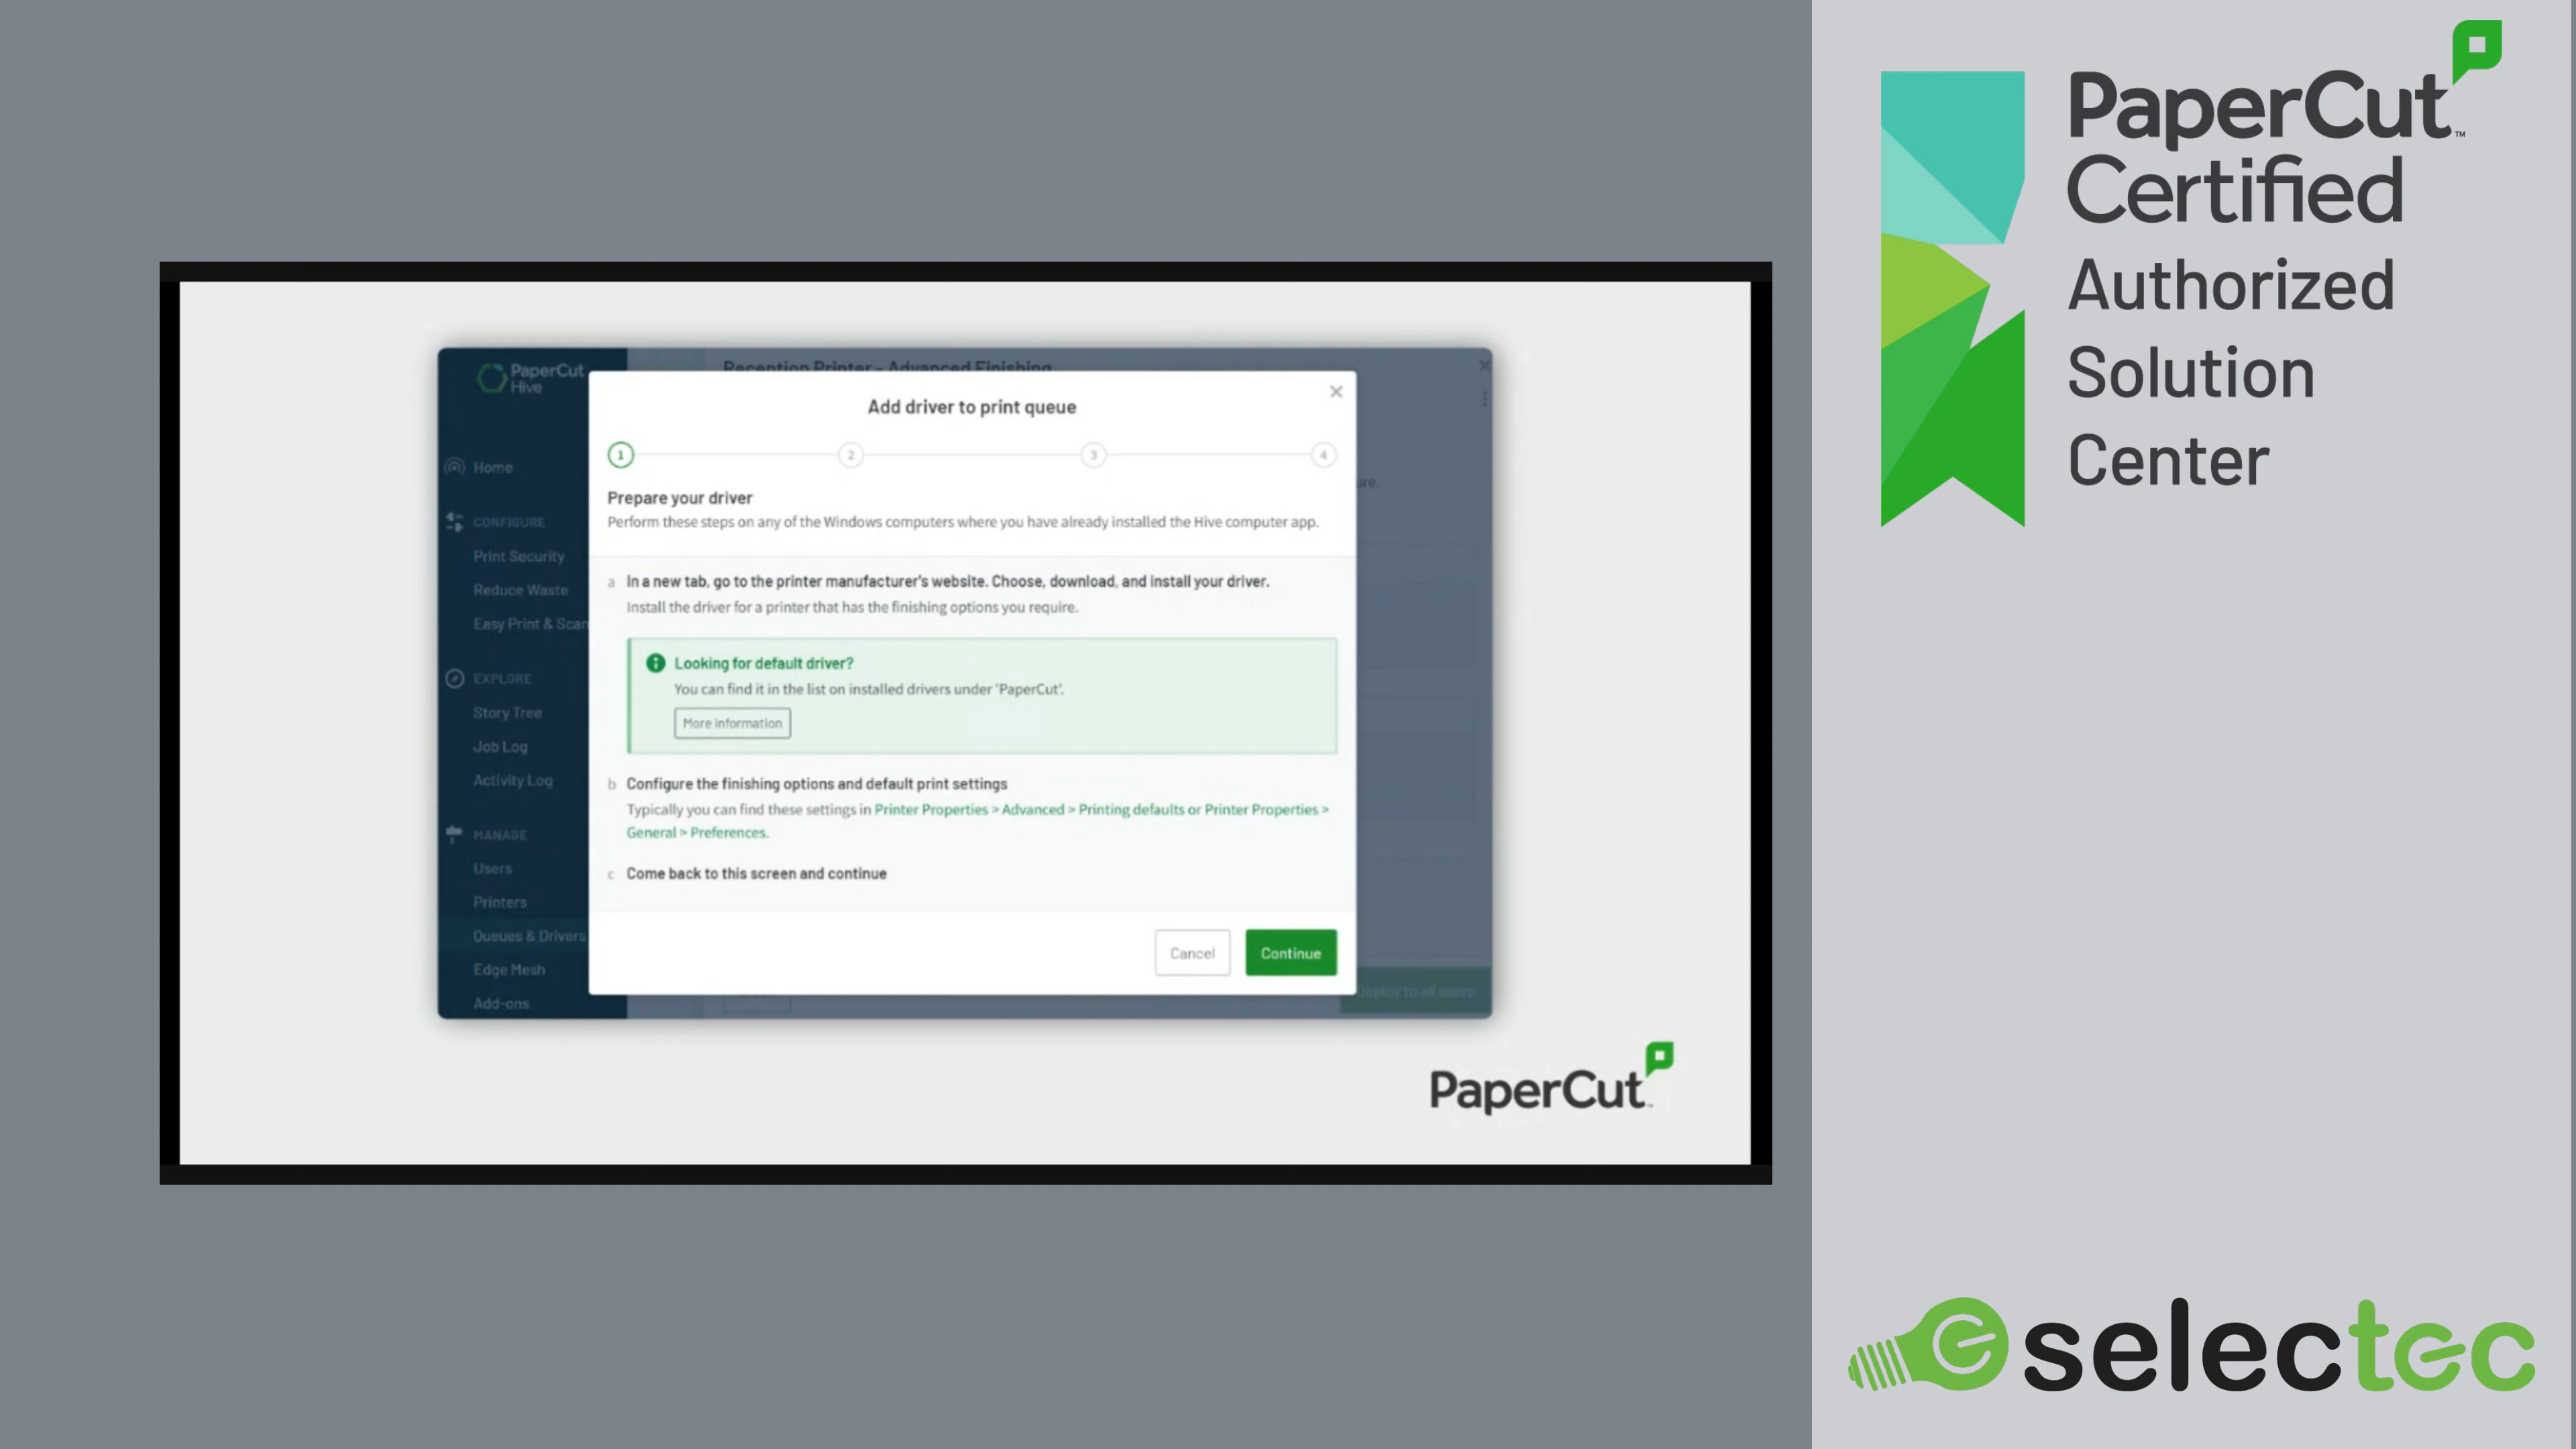 PaperCut
Hive
Reception Printer - Advanced Finishing
Home
CONFIGURE
Print Security
Reduce Waste
Easy Print & Scan
EXPLORE
Story Tree
Job Log
Activity Log
MANAGE
Users
Printers
Queues & Drivers
Edge Mesh
Add-ons
Add driver to print queue
1 2 3 4
Prepare your driver
Perform these steps on any of the Windows computers where you have already installed the Hive computer app.
a In a new tab, go to the printer manufacturer's website. Choose, download, and install your driver.
Install the driver for a printer that has the finishing options you require.
Looking for default driver?
You can find it in the list on installed drivers under 'PaperCut'.
More information
b Configure the finishing options and default print settings
Typically you can find these settings in Printer Properties > Advanced > Printing defaults or Printer Properties >
General > Preferences.
c Come back to this screen and continue
Cancel Continue
Deploy to all users
PaperCut
PaperCut™
Certified
Authorized
Solution
Center
selectec